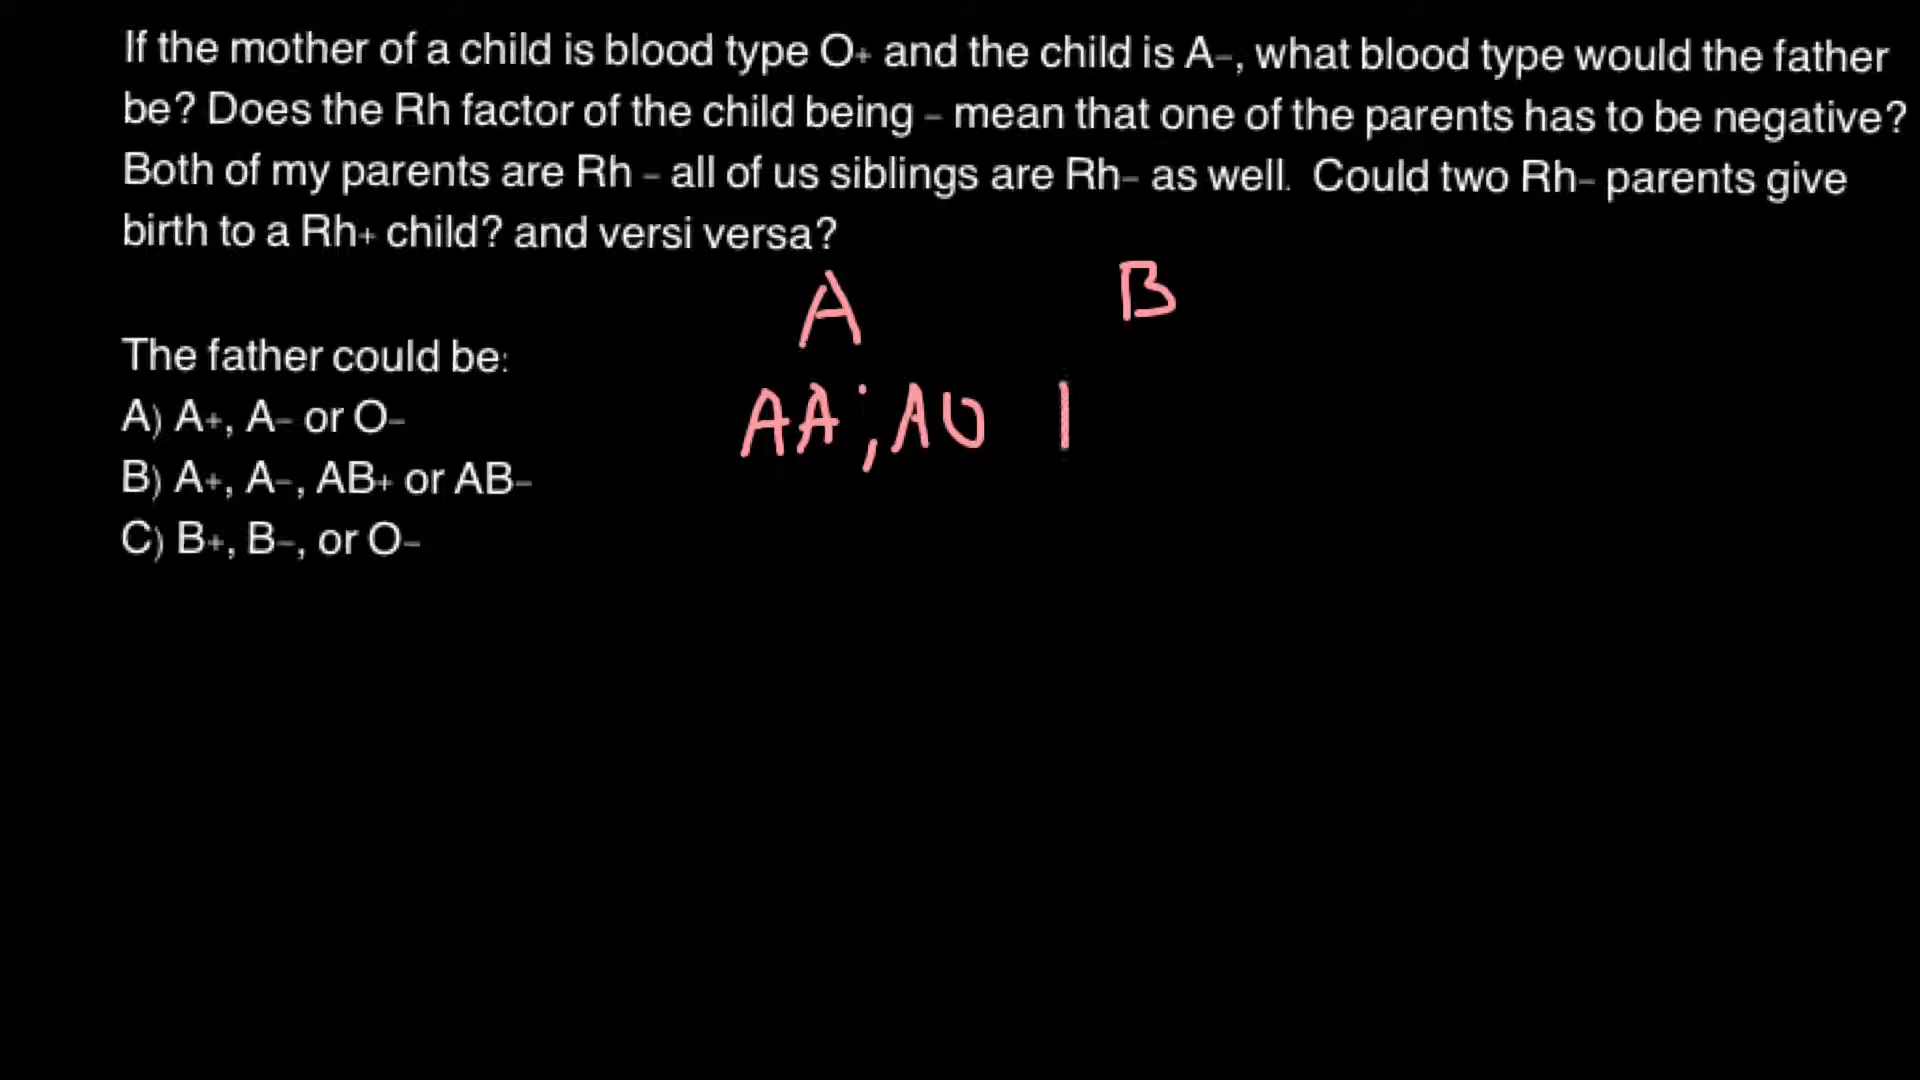 If the mother of a child is blood type O+ and the child is A-, what blood type would the father
be? Does the Rh factor of the child being - mean that one of the parents has to be negative?
Both of my parents are Rh - all of us siblings are Rh- as well. Could two Rh- parents give
birth to a Rh+ child? and versi versa?
A B
The father could be:
A) A+, A- or O-
AA; AO |
B) A+, A-, AB+ or AB-
C) B+, B-, or O-